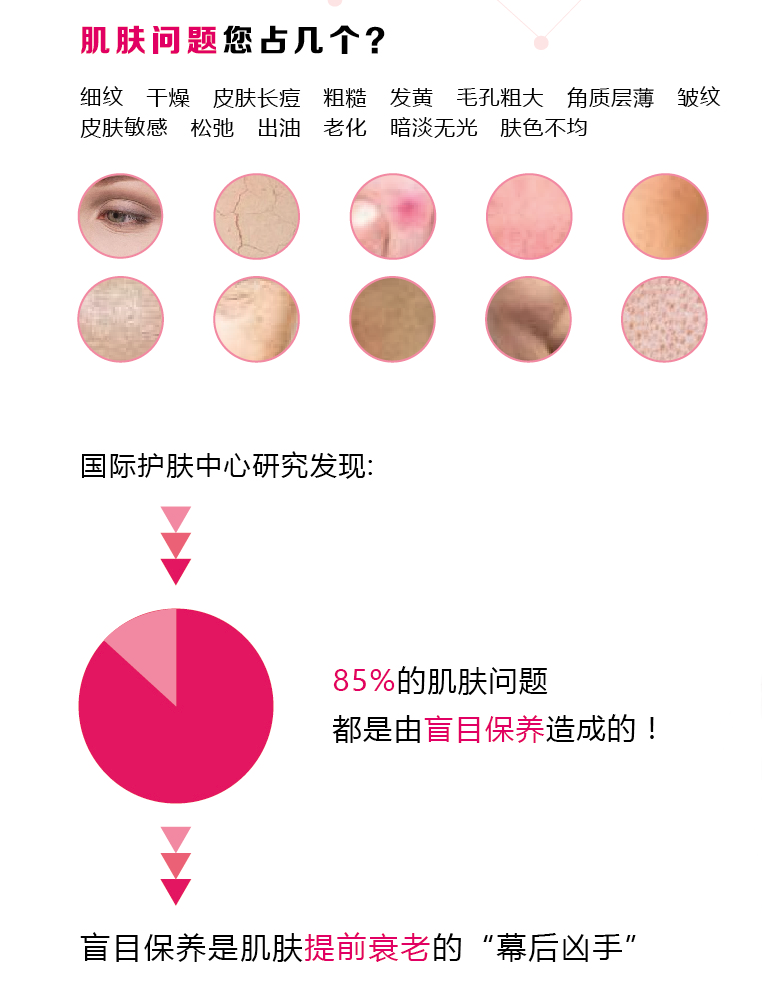 肌肤问题您占几个?
细纹 干燥 皮肤长痘 粗糙 发黄 毛孔粗大 角质层薄 皱纹
皮肤敏感 松弛 出油 老化 暗淡无光 肤色不均
国际护肤中心研究发现:
85%的肌肤问题
都是由盲目保养造成的！
盲目保养是肌肤提前衰老的“幕后凶手”